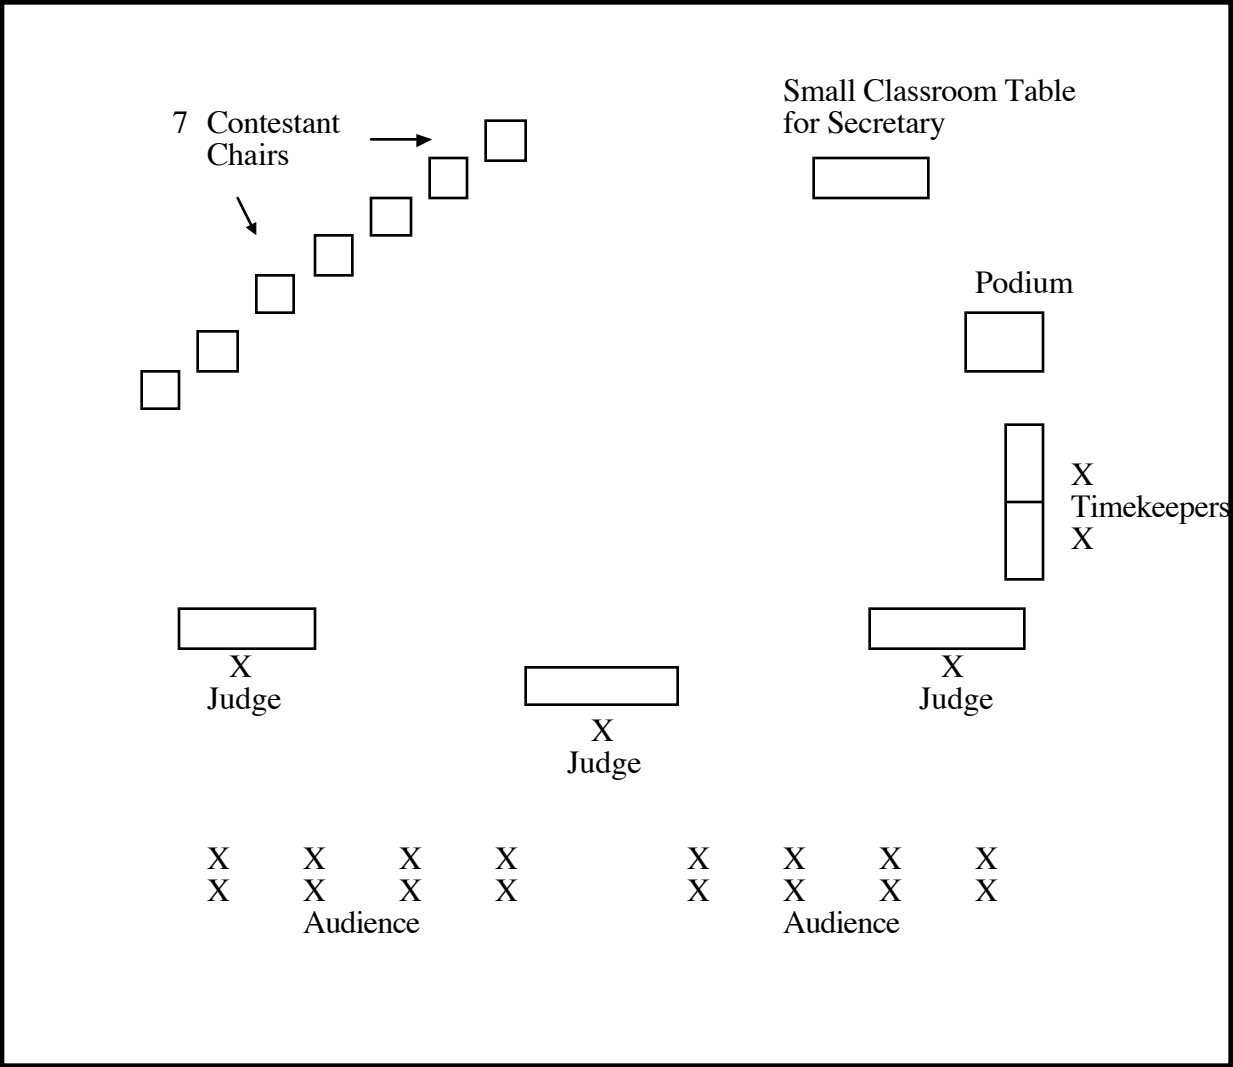 Small Classroom Table
for Secretary
7 Contestant
Chairs
Podium
X
Timekeepers
X
X
Judge
X
Judge
X
Judge
X X X X X X X X
X X X X X X X X
Audience Audience